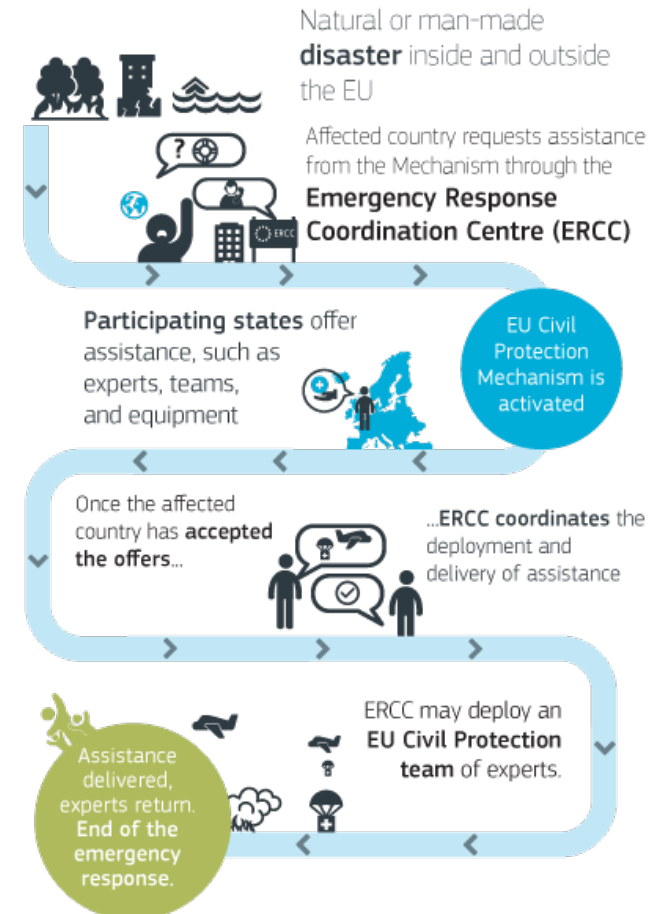 Natural or man-made
disaster inside and outside
the EU
Affected country requests assistance
from the Mechanism through the
Emergency Response
Coordination Centre (ERCC)
?
ERCC
EU Civil
Protection
Mechanism is
activated
Participating states offer
assistance, such as
experts, teams,
and equipment
Once the affected
country has accepted
the offers...
...ERCC coordinates the
deployment and
delivery of assistance
ERCC may deploy an
EU Civil Protection
team of experts.
Assistance
delivered,
experts return.
End of the
emergency
response.